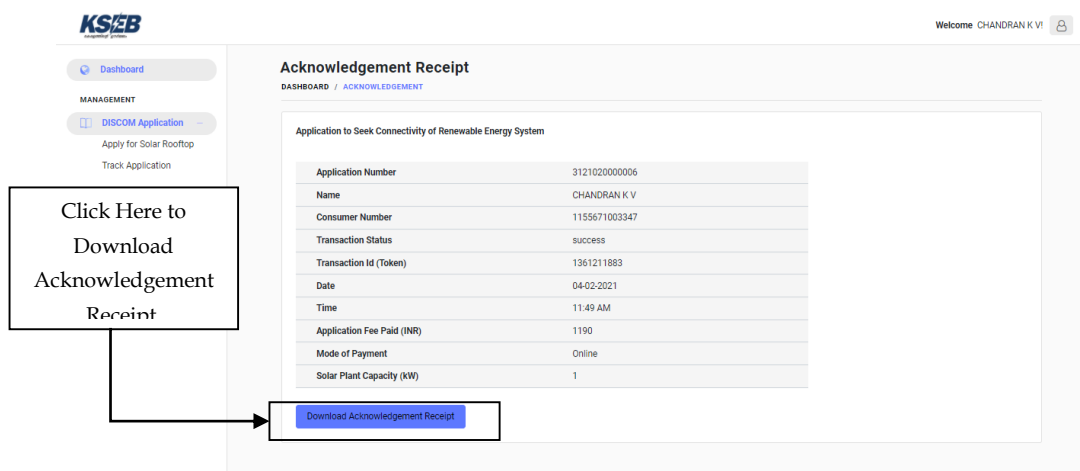 KSEB
Welcome CHANDRAN K V!
Dashboard
MANAGEMENT
DISCOM Application
Apply for Solar Rooftop
Track Application
Click Here to
Download
Acknowledgement
Receipt
Acknowledgement Receipt
DASHBOARD / ACKNOWLEDGEMENT
Application to Seek Connectivity of Renewable Energy System
Application Number 3121020000006
Name CHANDRAN K V
Consumer Number 1155671003347
Transaction Status success
Transaction Id (Token) 1361211883
Date 04-02-2021
Time 11:49 AM
Application Fee Paid (INR) 1190
Mode of Payment Online
Solar Plant Capacity (kW) 1
Download Acknowledgement Receipt